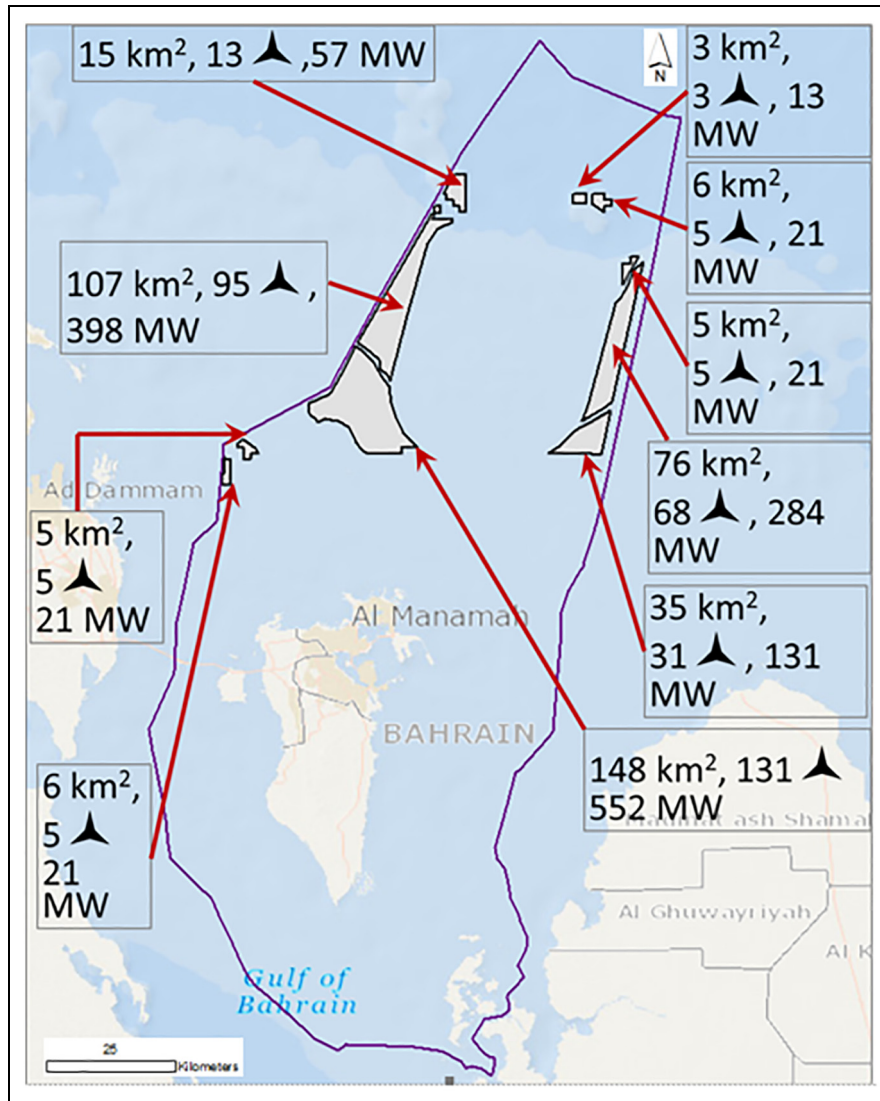 15 km², 13 ,57 MW
N
3 km²,
3 , 13
MW
6 km²,
5 , 21
MW
107 km², 95 ,
398 MW
5 km²,
5 , 21
MW
Ad Dammam
76 km²,
68 , 284
MW
5 km²,
5
21 MW
35 km²,
31 , 131
MW
Al Manamah
BAHRAIN
148 km², 131
552 MW
6 km²,
5
21
MW
ash Shamal
Al Ghuwayriyah
Al K
Gulf of
Bahrain
25
Kilometers